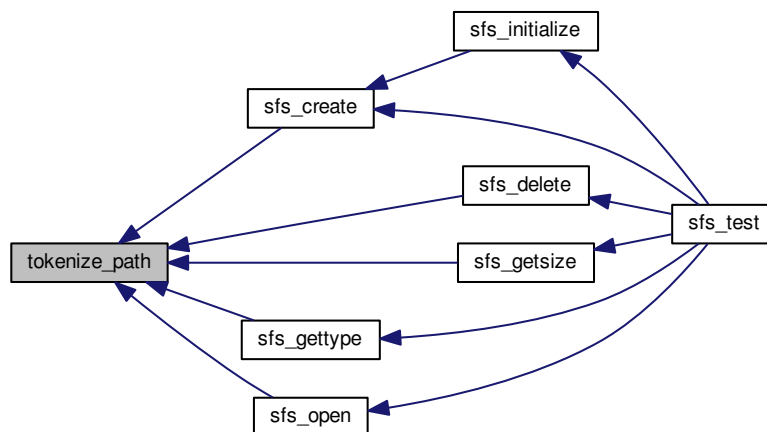 sfs_initialize
sfs_create
sfs_delete
sfs_test
tokenize_path
sfs_getsize
sfs_gettype
sfs_open